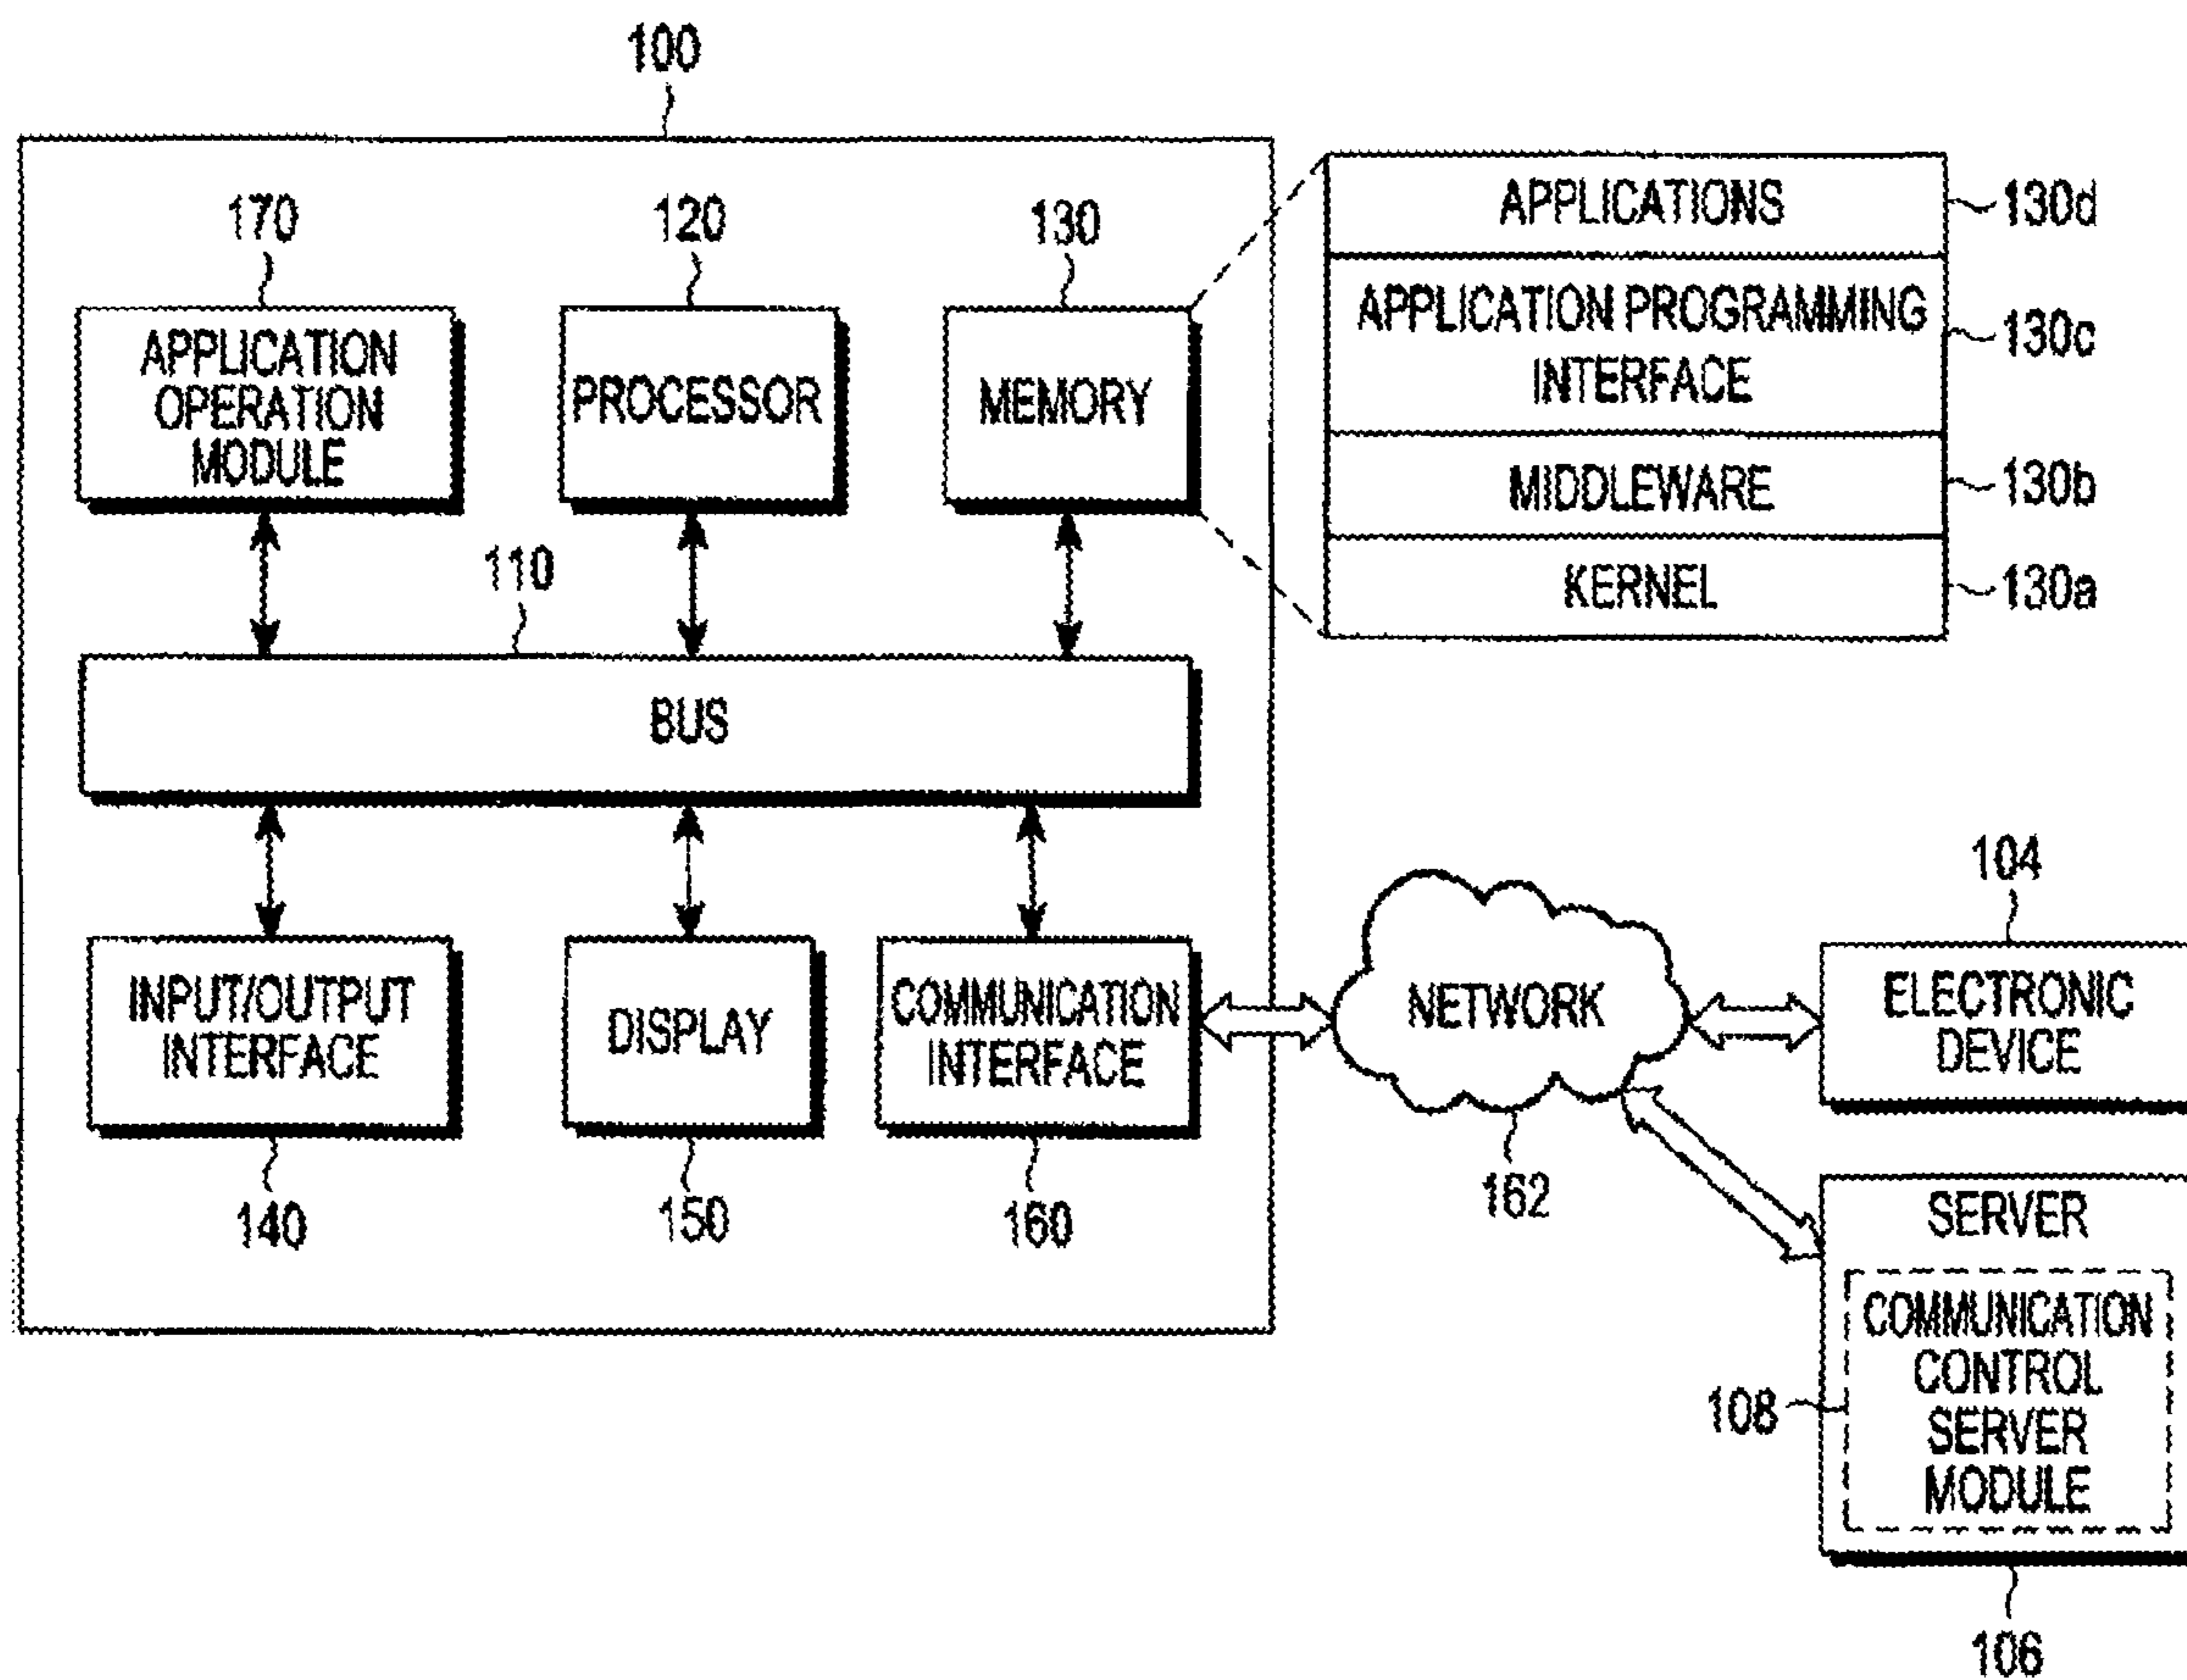 100
170
120
130
APPLICATION
OPERATION
MODULE
PROCESSOR
MEMORY
APPLICATIONS
130d
APPLICATION PROGRAMMING
INTERFACE
130c
MIDDLEWARE
130b
KERNEL
130a
110
BUS
INPUT/OUTPUT
INTERFACE
DISPLAY
COMMUNICATION
INTERFACE
140
150
160
NETWORK
162
104
ELECTRONIC
DEVICE
SERVER
COMMUNICATION
CONTROL
SERVER
MODULE
108
106